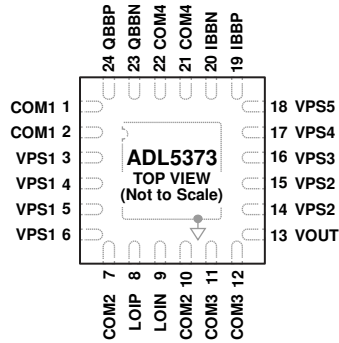 24 QBBP
23 QBBN
22 COM4
21 COM4
20 IBBN
19 IBBP
COM1 1
COM1 2
VPS1 3
VPS1 4
VPS1 5
VPS1 6
ADL5373
TOP VIEW
(Not to Scale)
18 VPS5
17 VPS4
16 VPS3
15 VPS2
14 VPS2
13 VOUT
COM2 7
LOIP 8
LOIN 9
COM2 10
COM3 11
COM3 12